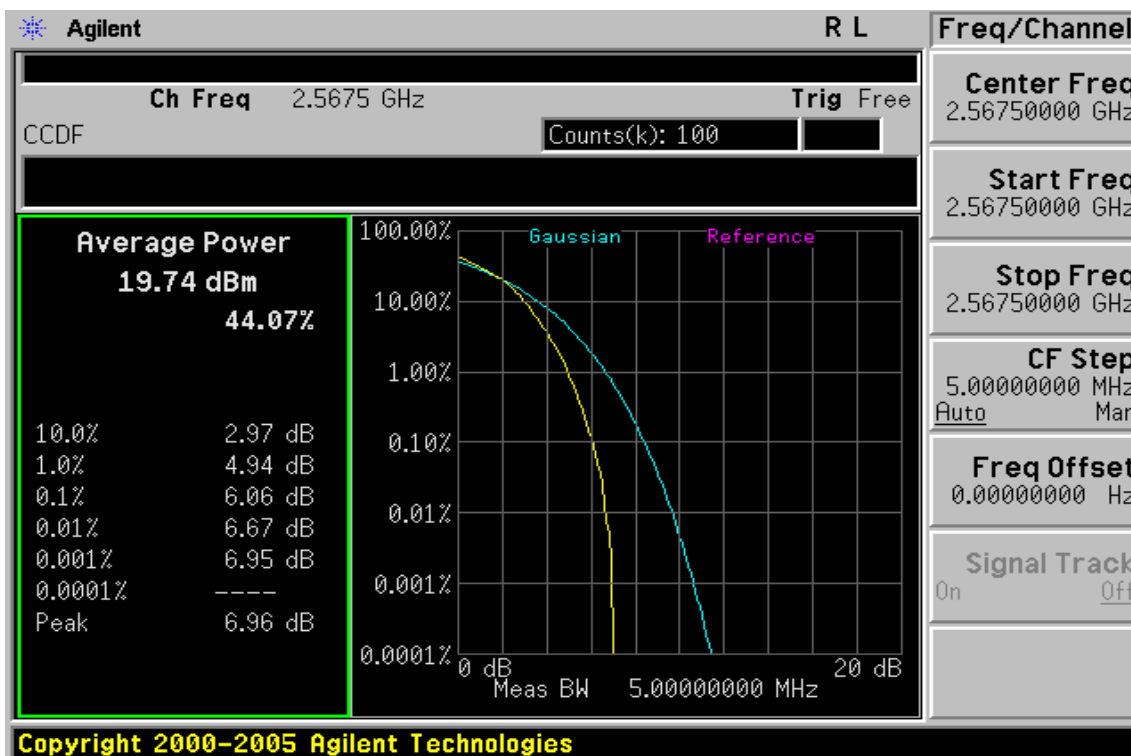 Agilent R L
Ch Freq 2.5675 GHz Trig Free
CCDF Counts(k): 100
Average Power
19.74 dBm
44.07%
10.0% 2.97 dB
1.0% 4.94 dB
0.1% 6.06 dB
0.01% 6.67 dB
0.001% 6.95 dB
0.0001% ----
Peak 6.96 dB
Gaussian Reference
100.00%
10.00%
1.00%
0.10%
0.01%
0.001%
0.0001%
0 dB 20 dB
Meas BW 5.00000000 MHz
Freq/Channel
Center Freq
2.56750000 GHz
Start Freq
2.56750000 GHz
Stop Freq
2.56750000 GHz
CF Step
5.00000000 MHz
Auto Man
Freq Offset
0.00000000 Hz
Signal Track
On Off
Copyright 2000-2005 Agilent Technologies